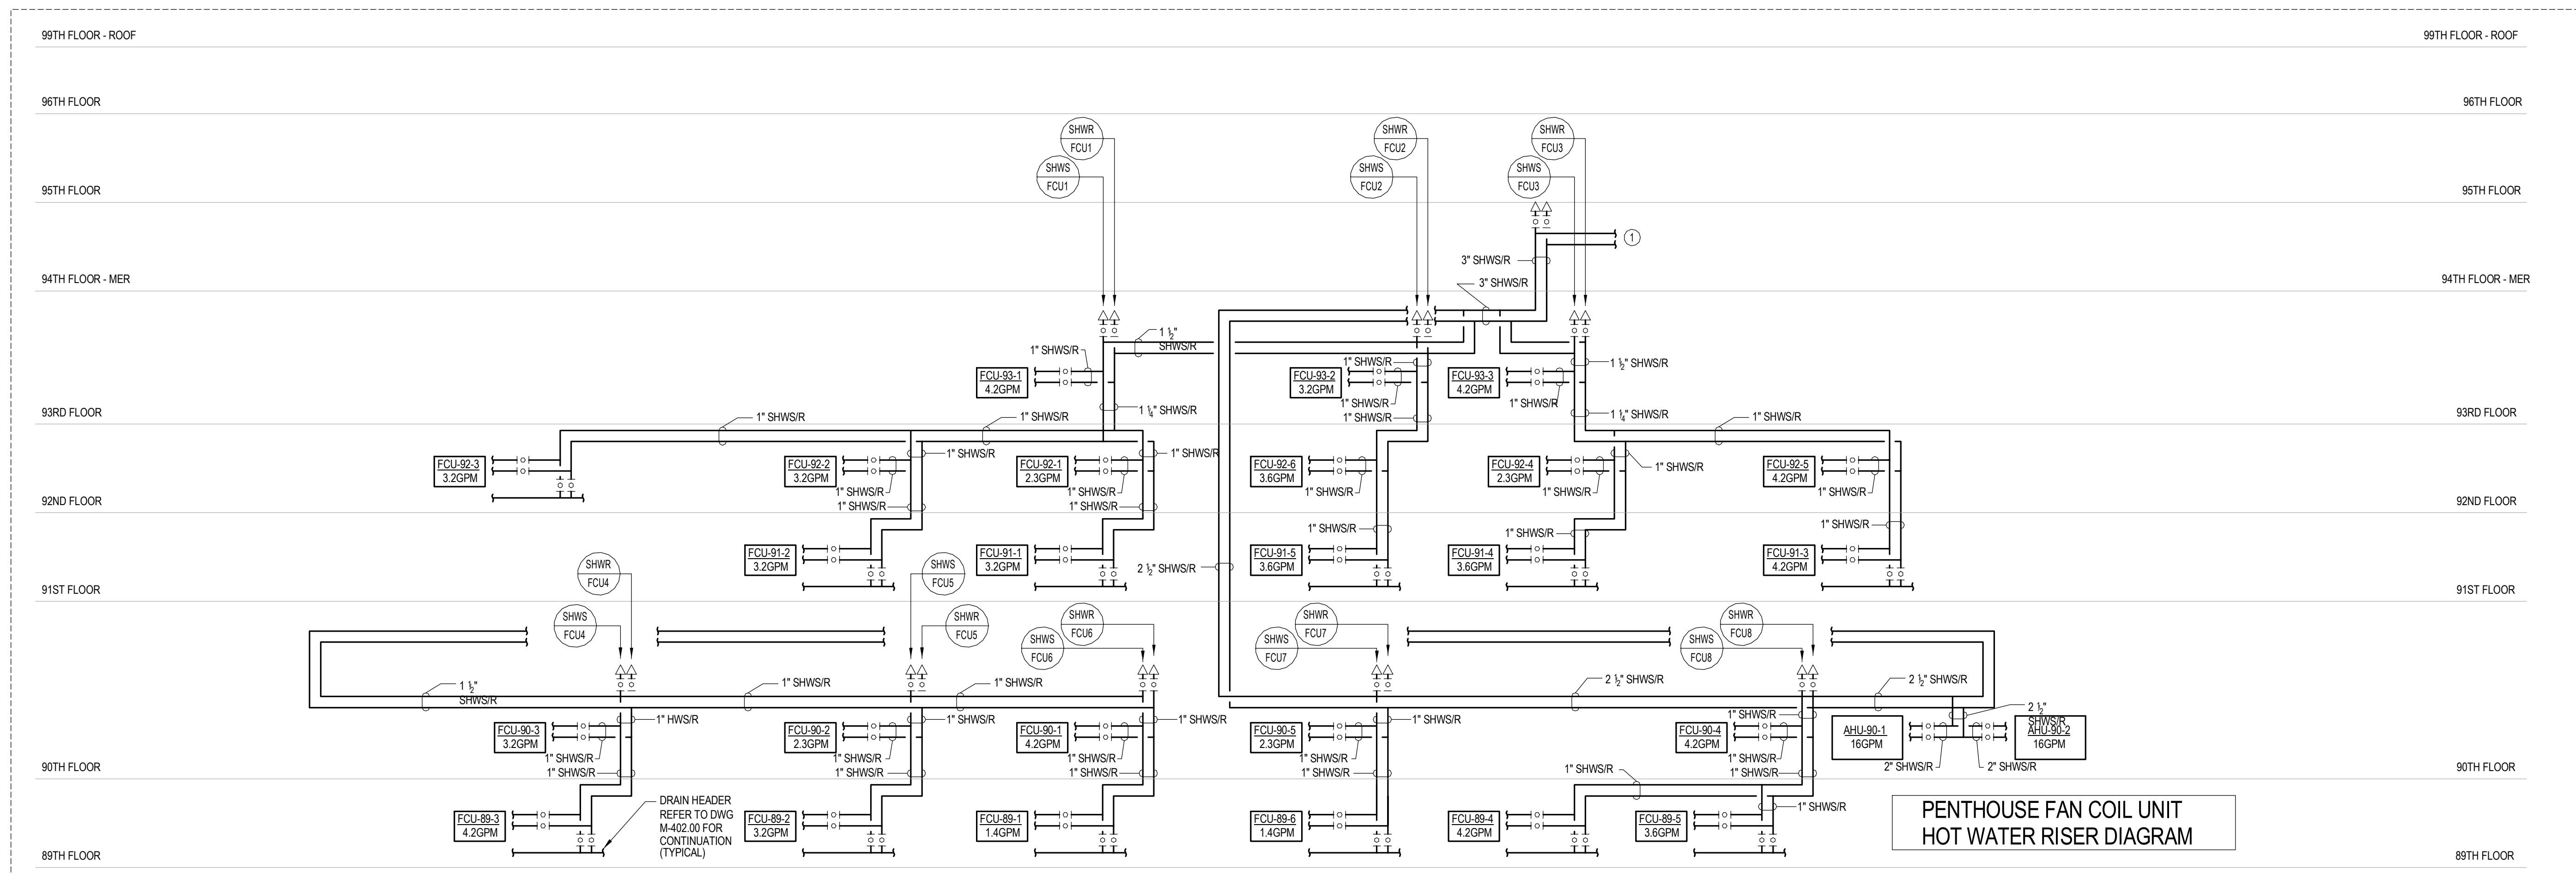 99TH FLOOR - ROOF
99TH FLOOR - ROOF
96TH FLOOR
96TH FLOOR
SHWR
FCU1
SHWR
FCU2
SHWR
FCU3
SHWS
FCU1
SHWS
FCU2
SHWS
FCU3
95TH FLOOR
95TH FLOOR
1
3" SHWS/R
94TH FLOOR - MER
3" SHWS/R
94TH FLOOR - MER
1 ½"
SHWS/R
1" SHWS/R
1" SHWS/R
1 ½" SHWS/R
FCU-93-1
4.2GPM
FCU-93-2
3.2GPM
FCU-93-3
4.2GPM
1" SHWS/R
1" SHWS/R
93RD FLOOR
1" SHWS/R
1" SHWS/R
1 ¼" SHWS/R
1" SHWS/R
1 ¼" SHWS/R
1" SHWS/R
93RD FLOOR
1" SHWS/R
1" SHWS/R
FCU-92-3
3.2GPM
FCU-92-2
3.2GPM
FCU-92-1
2.3GPM
FCU-92-6
3.6GPM
FCU-92-4
2.3GPM
1" SHWS/R
FCU-92-5
4.2GPM
1" SHWS/R
1" SHWS/R
1" SHWS/R
1" SHWS/R
1" SHWS/R
92ND FLOOR
1" SHWS/R
1" SHWS/R
92ND FLOOR
1" SHWS/R
1" SHWS/R
1" SHWS/R
FCU-91-2
3.2GPM
FCU-91-1
3.2GPM
FCU-91-5
3.6GPM
FCU-91-4
3.6GPM
FCU-91-3
4.2GPM
2 ½" SHWS/R
SHWR
FCU4
SHWS
FCU5
91ST FLOOR
91ST FLOOR
SHWS
FCU4
SHWR
FCU5
SHWR
FCU6
SHWS
FCU6
SHWR
FCU7
SHWS
FCU7
SHWR
FCU8
SHWS
FCU8
1 ½"
SHWS/R
1" SHWS/R
1" SHWS/R
2 ½" SHWS/R
2 ½" SHWS/R
1" HWS/R
1" SHWS/R
1" SHWS/R
1" SHWS/R
1" SHWS/R
2 ½"
SHWS/R
FCU-90-3
3.2GPM
FCU-90-2
2.3GPM
FCU-90-1
4.2GPM
FCU-90-5
2.3GPM
FCU-90-4
4.2GPM
AHU-90-1
16GPM
AHU-90-2
16GPM
1" SHWS/R
1" SHWS/R
1" SHWS/R
1" SHWS/R
2" SHWS/R
2" SHWS/R
90TH FLOOR
1" SHWS/R
1" SHWS/R
1" SHWS/R
1" SHWS/R
1" SHWS/R
1" SHWS/R
90TH FLOOR
DRAIN HEADER
REFER TO DWG
M-402.00 FOR
CONTINUATION
(TYPICAL)
1" SHWS/R
FCU-89-3
4.2GPM
FCU-89-2
3.2GPM
FCU-89-1
1.4GPM
FCU-89-6
1.4GPM
FCU-89-4
4.2GPM
FCU-89-5
3.6GPM
PENTHOUSE FAN COIL UNIT
HOT WATER RISER DIAGRAM
89TH FLOOR
89TH FLOOR